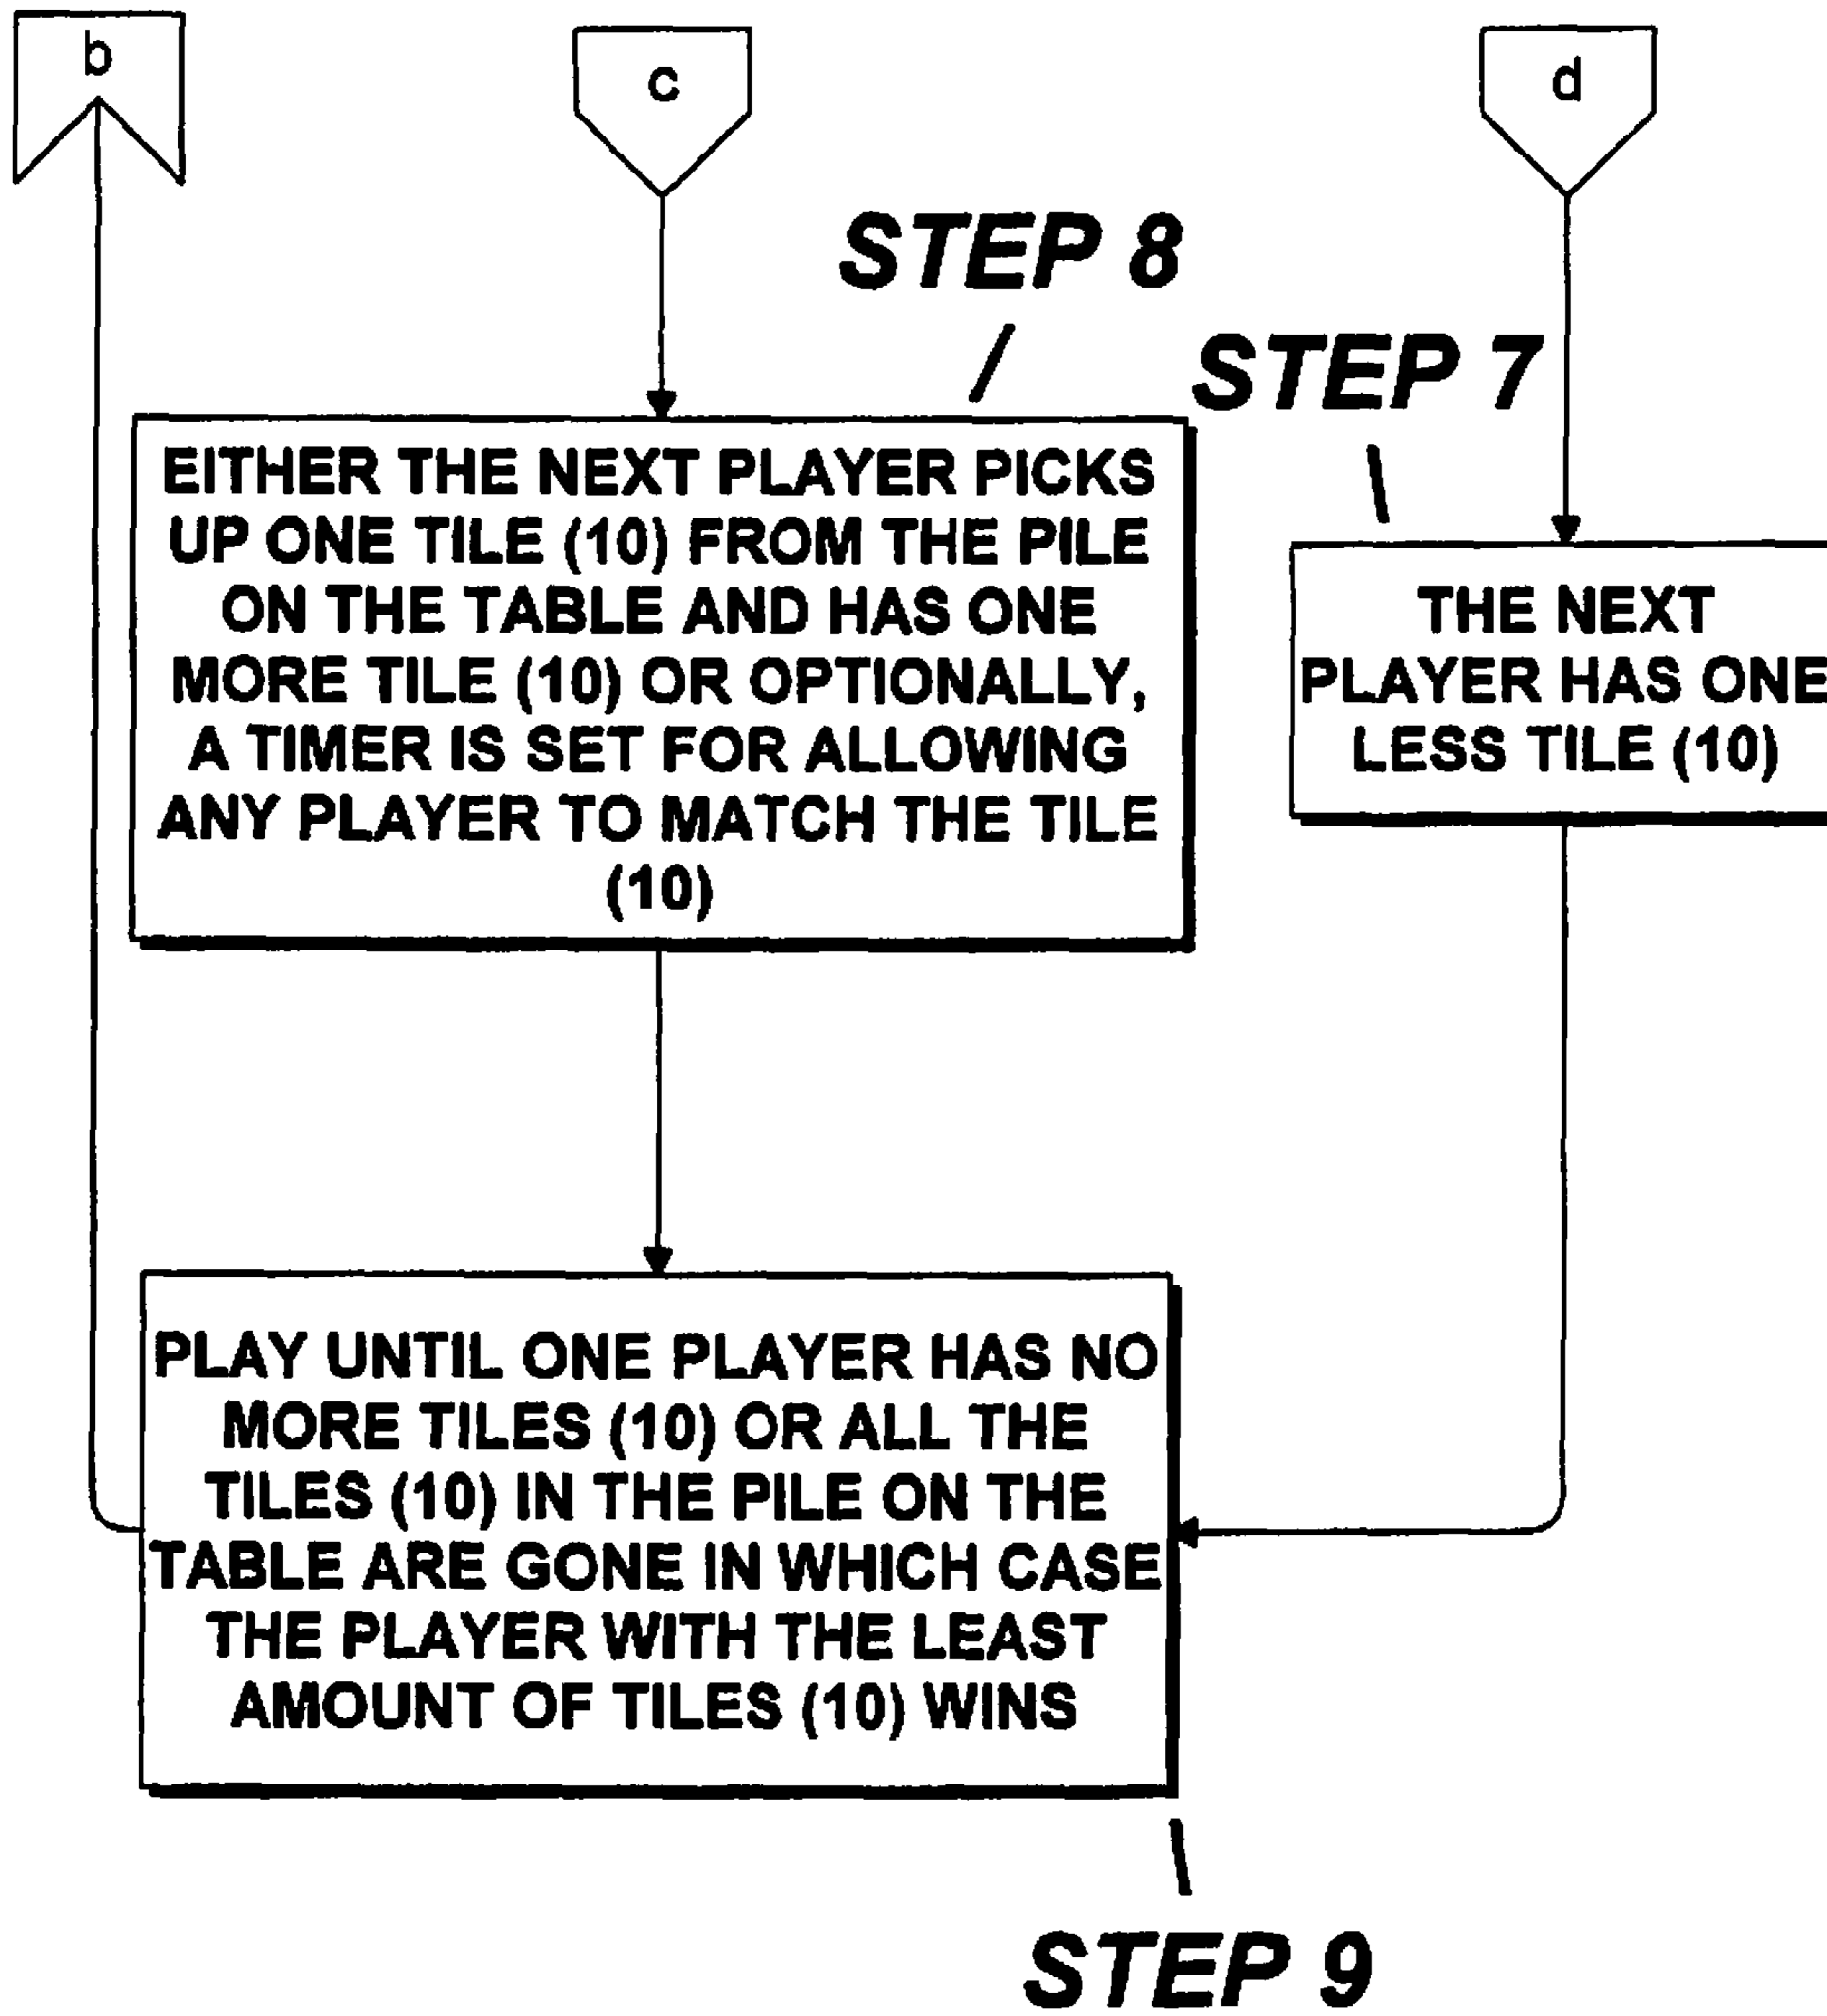 b
c
d
STEP 8
STEP 7
EITHER THE NEXT PLAYER PICKS
UP ONE TILE (10) FROM THE PILE
ON THE TABLE AND HAS ONE
MORE TILE (10) OR OPTIONALLY,
A TIMER IS SET FOR ALLOWING
ANY PLAYER TO MATCH THE TILE
(10)
THE NEXT
PLAYER HAS ONE
LESS TILE (10)
PLAY UNTIL ONE PLAYER HAS NO
MORE TILES (10) OR ALL THE
TILES (10) IN THE PILE ON THE
TABLE ARE GONE IN WHICH CASE
THE PLAYER WITH THE LEAST
AMOUNT OF TILES (10) WINS
STEP 9